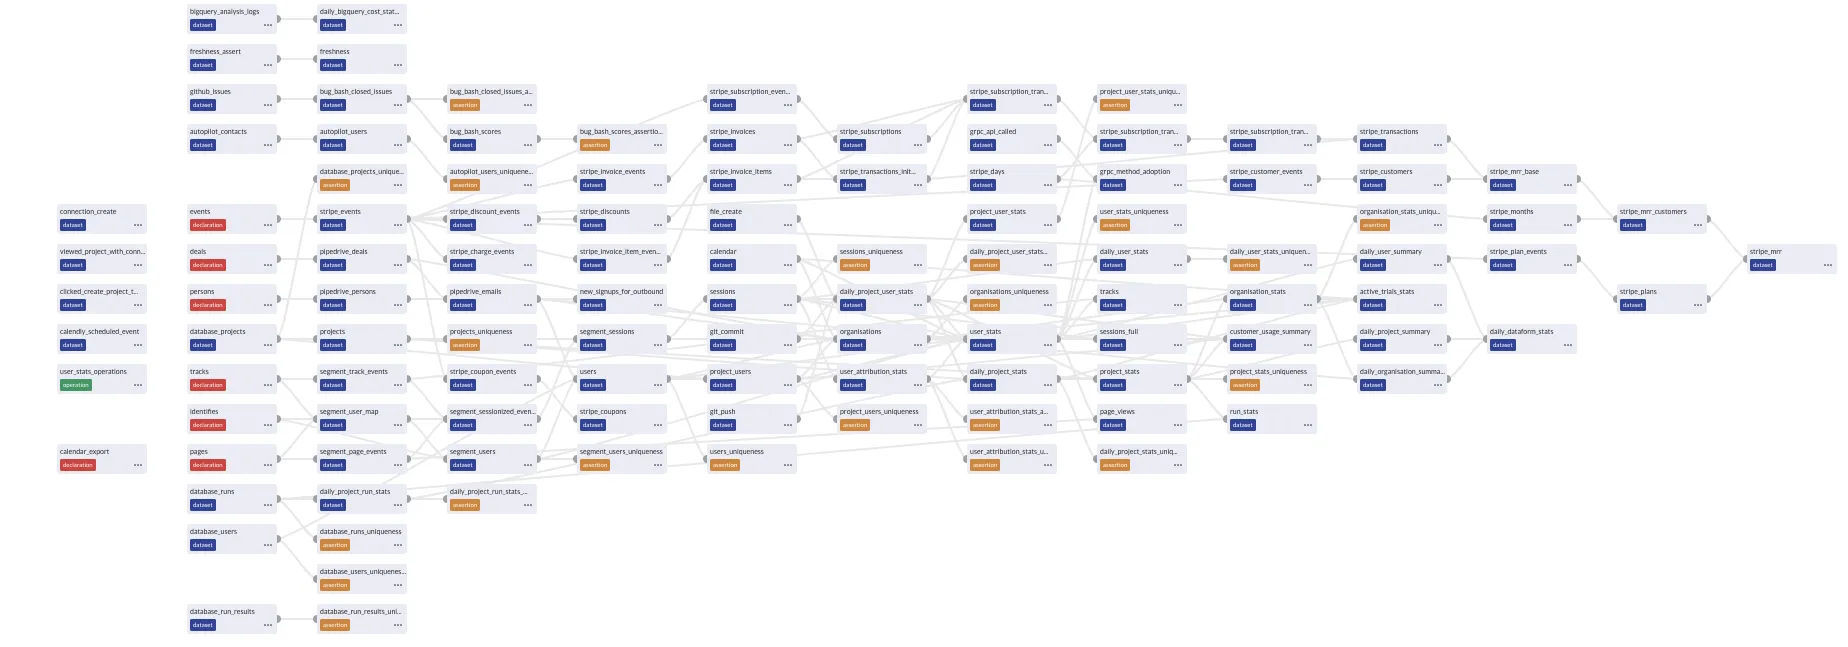 bigquery_analysis_logs
dataset
daily_bigquery_cost_stat...
dataset
freshness_assert
dataset
freshness
dataset
github_issues
dataset
bug_bash_closed_issues
dataset
bug_bash_closed_issues_a...
assertion
stripe_subscription_even...
dataset
stripe_subscription_tran...
dataset
project_user_stats_uniqu...
assertion
autopilot_contacts
dataset
autopilot_users
dataset
bug_bash_scores
dataset
bug_bash_scores_assertio...
assertion
stripe_invoices
dataset
stripe_subscriptions
dataset
grpc_api_called
dataset
stripe_subscription_tran...
dataset
stripe_subscription_tran...
dataset
stripe_transactions
dataset
database_projects_unique...
assertion
autopilot_users_uniquene...
assertion
stripe_invoice_events
dataset
stripe_invoice_items
dataset
stripe_transactions_init...
dataset
stripe_days
dataset
grpc_method_adoption
dataset
stripe_customer_events
dataset
stripe_customers
dataset
stripe_mrr_base
dataset
connection_create
dataset
events
declaration
stripe_events
dataset
stripe_discount_events
dataset
stripe_discounts
dataset
file_create
dataset
project_user_stats
dataset
user_stats_uniqueness
assertion
organisation_stats_uniqu...
assertion
stripe_months
dataset
stripe_mrr_customers
dataset
viewed_project_with_conn...
dataset
deals
declaration
pipedrive_deals
dataset
stripe_charge_events
dataset
stripe_invoice_item_even...
dataset
calendar
dataset
sessions_uniqueness
assertion
daily_project_user_stats...
assertion
daily_user_stats
dataset
daily_user_stats_uniquen...
assertion
daily_user_summary
dataset
stripe_plan_events
dataset
stripe_mrr
dataset
clicked_create_project_t...
dataset
persons
declaration
pipedrive_persons
dataset
pipedrive_emails
dataset
new_signups_for_outbound
dataset
sessions
dataset
daily_project_user_stats
dataset
organisations_uniqueness
assertion
tracks
dataset
organisation_stats
dataset
active_trials_stats
dataset
stripe_plans
dataset
calendly_scheduled_event
dataset
database_projects
dataset
projects
dataset
projects_uniqueness
assertion
segment_sessions
dataset
git_commit
dataset
organisations
dataset
user_stats
dataset
sessions_full
dataset
customer_usage_summary
dataset
daily_project_summary
dataset
daily_dataform_stats
dataset
user_stats_operations
operation
tracks
declaration
segment_track_events
dataset
stripe_coupon_events
dataset
users
dataset
project_users
dataset
user_attribution_stats
dataset
daily_project_stats
dataset
project_stats
dataset
project_stats_uniqueness
assertion
daily_organisation_summa...
dataset
identifies
declaration
segment_user_map
dataset
segment_sessionized_even...
dataset
stripe_coupons
dataset
git_push
dataset
project_users_uniqueness
assertion
user_attribution_stats_a...
assertion
page_views
dataset
run_stats
dataset
calendar_export
declaration
pages
declaration
segment_page_events
dataset
segment_users
dataset
segment_users_uniqueness
assertion
users_uniqueness
assertion
user_attribution_stats_u...
assertion
daily_project_stats_uniq...
assertion
database_runs
dataset
daily_project_run_stats
dataset
daily_project_run_stats_...
assertion
database_users
dataset
database_runs_uniqueness
assertion
database_users_uniquenes...
assertion
database_run_results
dataset
database_run_results_uni...
assertion